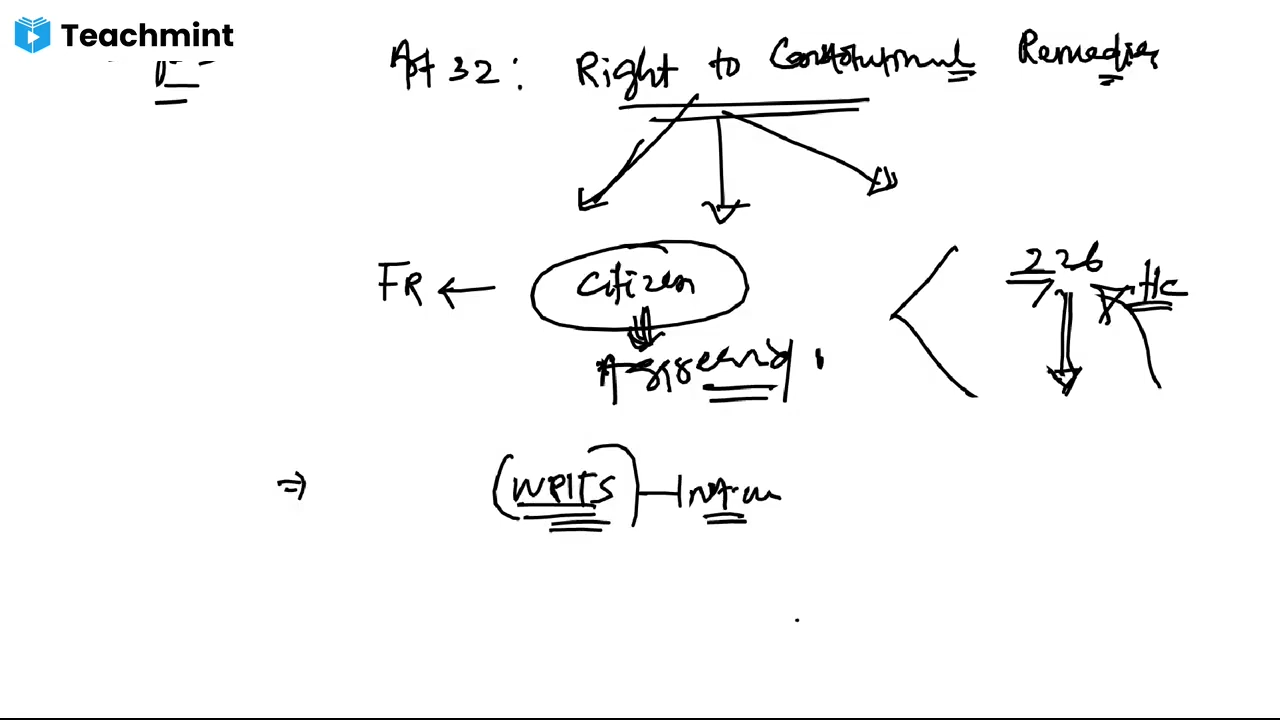 Teachmint
Art 32: Right to Constitutional Remedies
226
FR ← Citizen
HC
Aggrieved
⇒ (WRITS)